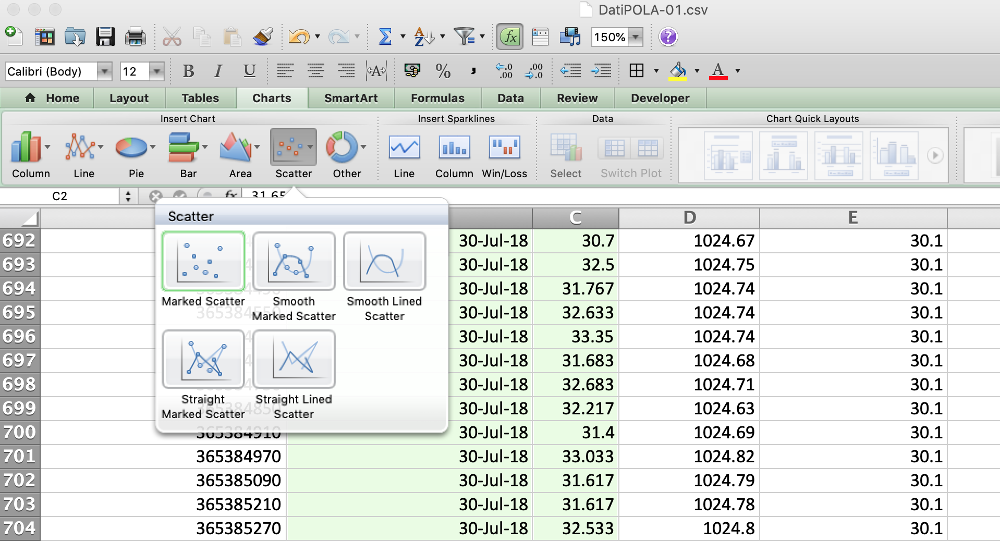 DatiPOLA-01.csv
150%
Calibri (Body) 12 B I U A % , .0 .00 .00 .0 A
Home Layout Tables Charts SmartArt Formulas Data Review Developer
Insert Chart Insert Sparklines Data Chart Quick Layouts
Column Line Pie Bar Area Scatter Other Line Column Win/Loss Select Switch Plot
C2 fx 31.65
Scatter C D E
692 30-Jul-18 30.7 1024.67 30.1
693 30-Jul-18 32.5 1024.75 30.1
694 30-Jul-18 31.767 1024.74 30.1
Marked Scatter Smooth Marked Scatter Smooth Lined Scatter
695 365384550 30-Jul-18 32.633 1024.74 30.1
696 30-Jul-18 33.35 1024.74 30.1
697 30-Jul-18 31.683 1024.68 30.1
698 30-Jul-18 32.683 1024.71 30.1
Straight Marked Scatter Straight Lined Scatter
699 365384850 30-Jul-18 32.217 1024.63 30.1
700 365384910 30-Jul-18 31.4 1024.69 30.1
701 365384970 30-Jul-18 33.033 1024.82 30.1
702 365385090 30-Jul-18 31.617 1024.79 30.1
703 365385210 30-Jul-18 31.617 1024.78 30.1
704 365385270 30-Jul-18 32.533 1024.8 30.1